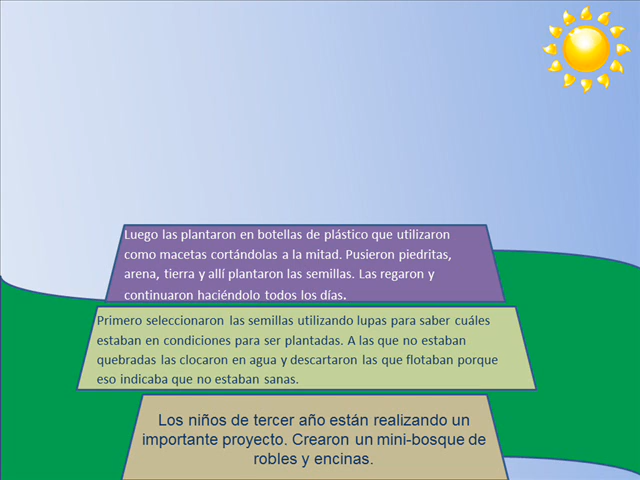 Luego las plantaron en botellas de plástico que utilizaron
como macetas cortándolas a la mitad. Pusieron piedritas,
arena, tierra y allí plantaron las semillas. Las regaron y
continuaron haciéndolo todos los días.
Primero seleccionaron las semillas utilizando lupas para saber cuáles
estaban en condiciones para ser plantadas. A las que no estaban
quebradas las clocaron en agua y descartaron las que flotaban porque
eso indicaba que no estaban sanas.
Los niños de tercer año están realizando un
importante proyecto. Crearon un mini-bosque de
robles y encinas.